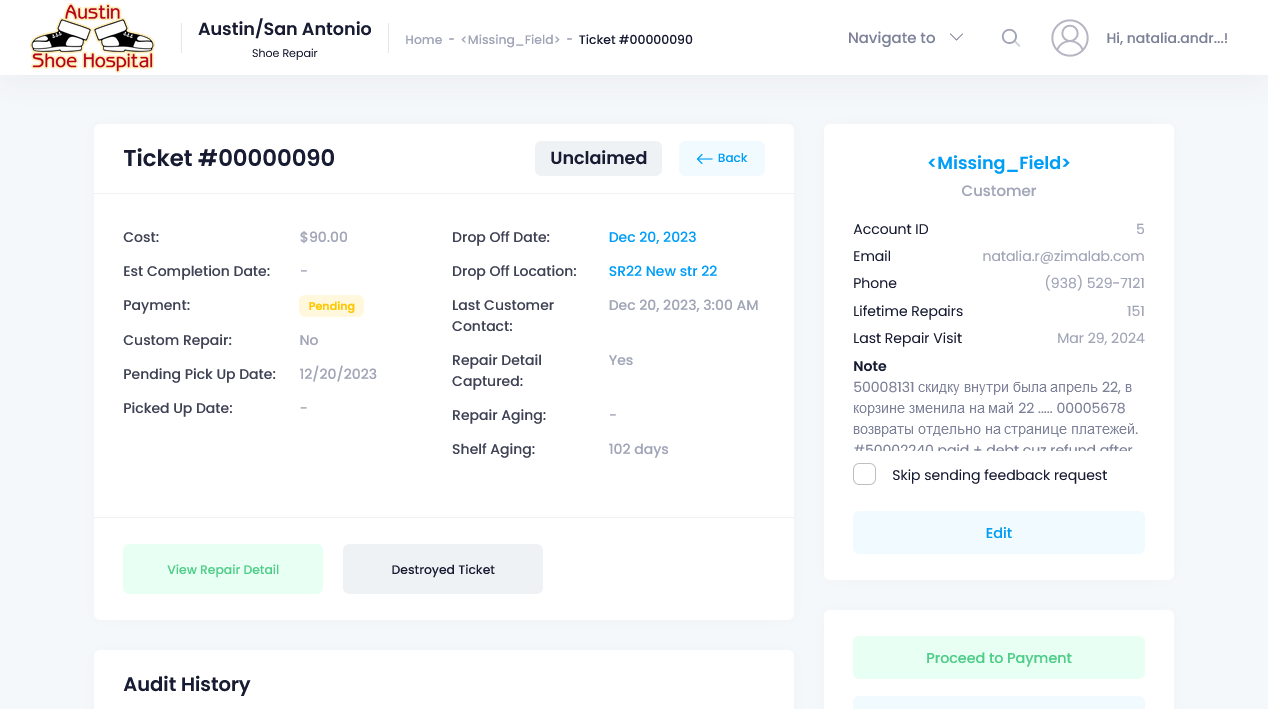 Austin
Shoe Hospital
Austin/San Antonio
Shoe Repair
Home - <Missing_Field> - Ticket #00000090
Navigate to
Hi, natalia.andr...!
Ticket #00000090
Unclaimed
Back
Cost: $90.00
Est Completion Date: -
Payment: Pending
Custom Repair: No
Pending Pick Up Date: 12/20/2023
Picked Up Date: -
Drop Off Date: Dec 20, 2023
Drop Off Location: SR22 New str 22
Last Customer Contact: Dec 20, 2023, 3:00 AM
Repair Detail Captured: Yes
Repair Aging: -
Shelf Aging: 102 days
View Repair Detail
Destroyed Ticket
Audit History
<Missing_Field>
Customer
Account ID 5
Email natalia.r@zimalab.com
Phone (938) 529-7121
Lifetime Repairs 151
Last Repair Visit Mar 29, 2024
Note
50008131 скидку внутри была апрель 22, в
корзине зменила на май 22 ..... 00005678
возвраты отдельно на странице платежей.
#50002240 paid + debt cuz refund after
Skip sending feedback request
Edit
Proceed to Payment